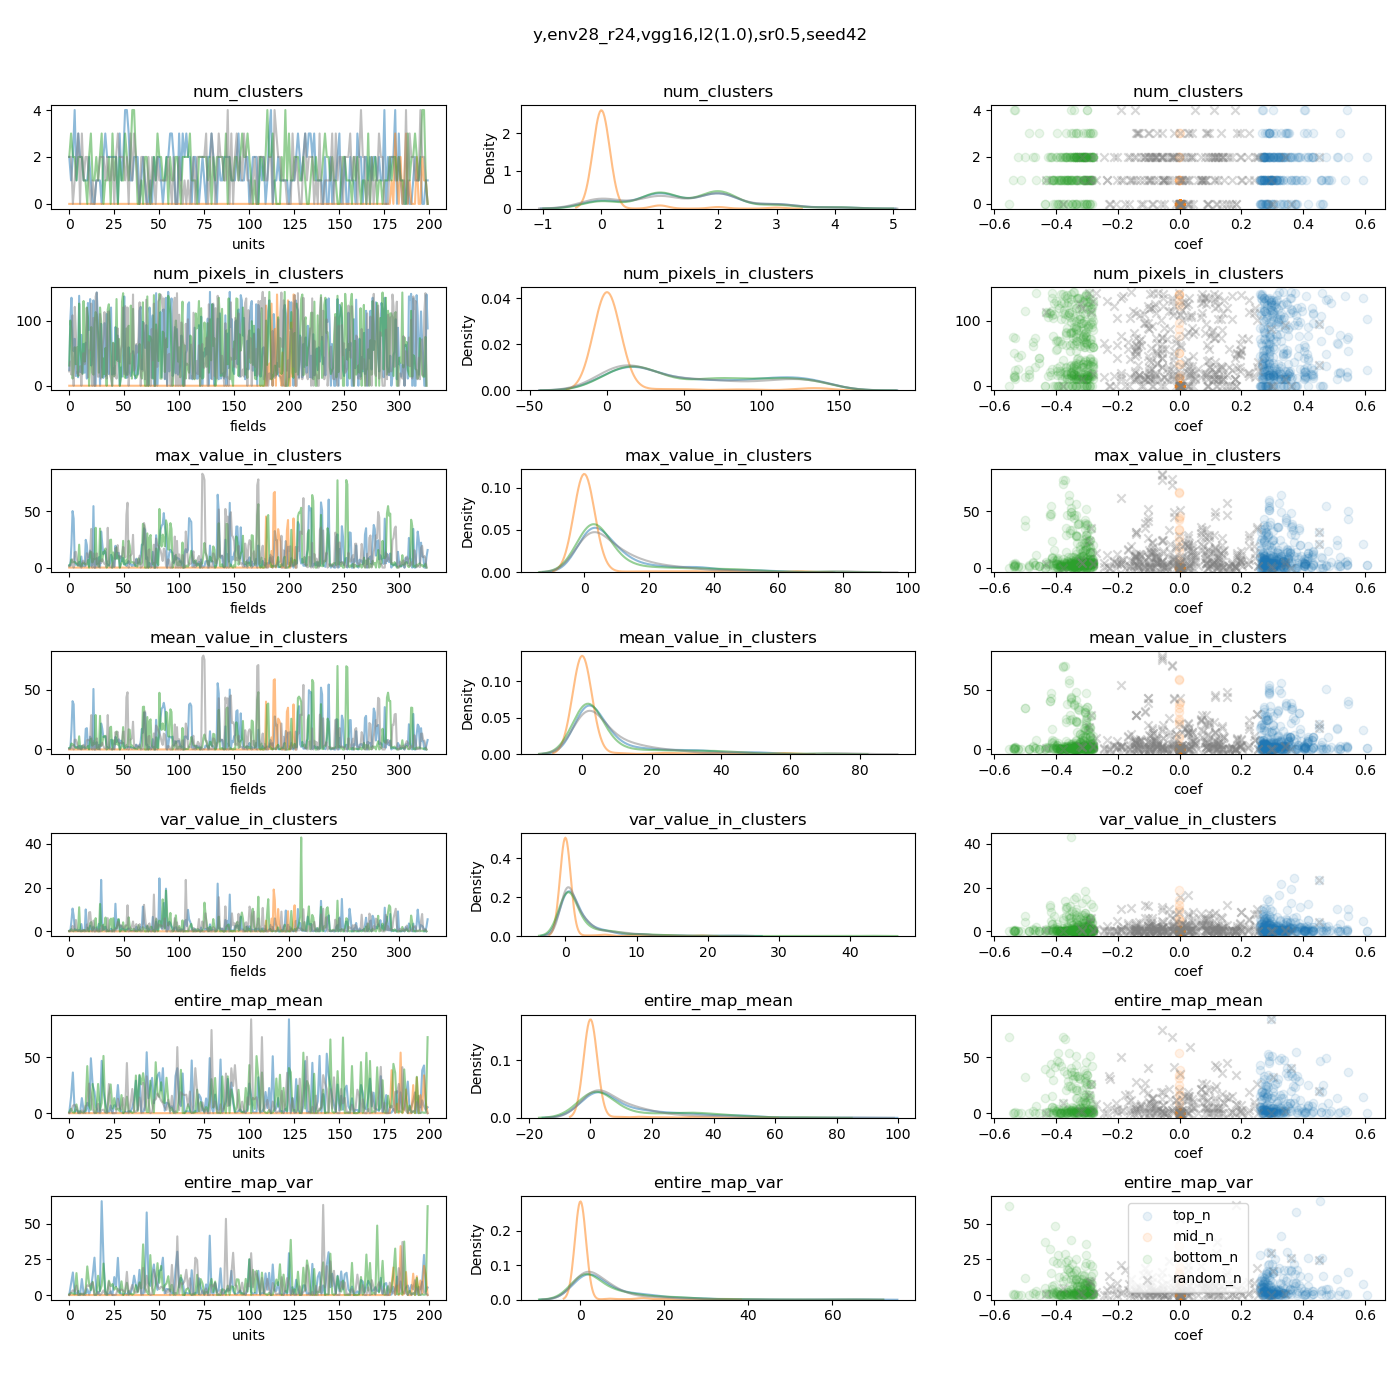 y,env28_r24,vgg16,l2(1.0),sr0.5,seed42
num_clusters num_clusters num_clusters
4 2 0
0 25 50 75 100 125 150 175 200
units
Density
2 1 0
−1 0 1 2 3 4 5
4 2 0
−0.6 −0.4 −0.2 0.0 0.2 0.4 0.6
coef
num_pixels_in_clusters num_pixels_in_clusters num_pixels_in_clusters
100 0
0 50 100 150 200 250 300
fields
Density
0.04 0.02 0.00
−50 0 50 100 150
100 0
−0.6 −0.4 −0.2 0.0 0.2 0.4 0.6
coef
max_value_in_clusters max_value_in_clusters max_value_in_clusters
50 0
0 50 100 150 200 250 300
fields
Density
0.10 0.05 0.00
0 20 40 60 80 100
50 0
−0.6 −0.4 −0.2 0.0 0.2 0.4 0.6
coef
mean_value_in_clusters mean_value_in_clusters mean_value_in_clusters
50 0
0 50 100 150 200 250 300
fields
Density
0.10 0.05 0.00
0 20 40 60 80
50 0
−0.6 −0.4 −0.2 0.0 0.2 0.4 0.6
coef
var_value_in_clusters var_value_in_clusters var_value_in_clusters
40 20 0
0 50 100 150 200 250 300
fields
Density
0.4 0.2 0.0
0 10 20 30 40
40 20 0
−0.6 −0.4 −0.2 0.0 0.2 0.4 0.6
coef
entire_map_mean entire_map_mean entire_map_mean
50 0
0 25 50 75 100 125 150 175 200
units
Density
0.1 0.0
−20 0 20 40 60 80 100
50 0
−0.6 −0.4 −0.2 0.0 0.2 0.4 0.6
coef
entire_map_var entire_map_var entire_map_var
50 25 0
0 25 50 75 100 125 150 175 200
units
Density
0.2 0.1 0.0
0 20 40 60
50 25 0
top_n
mid_n
bottom_n
random_n
−0.6 −0.4 −0.2 0.0 0.2 0.4 0.6
coef